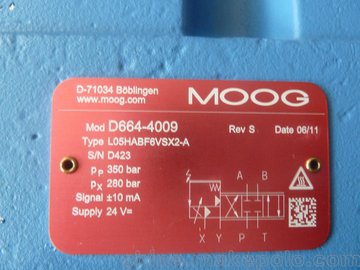 D-71034 Böblingen
www.moog.com
MOOG
Mod D664-4009
Rev S Date 06/11
Type L05HABF6VSX2-A
S/N D423
pP 350 bar
pX 280 bar
Signal ±10 mA
Supply 24 V=
A B
X Y P T